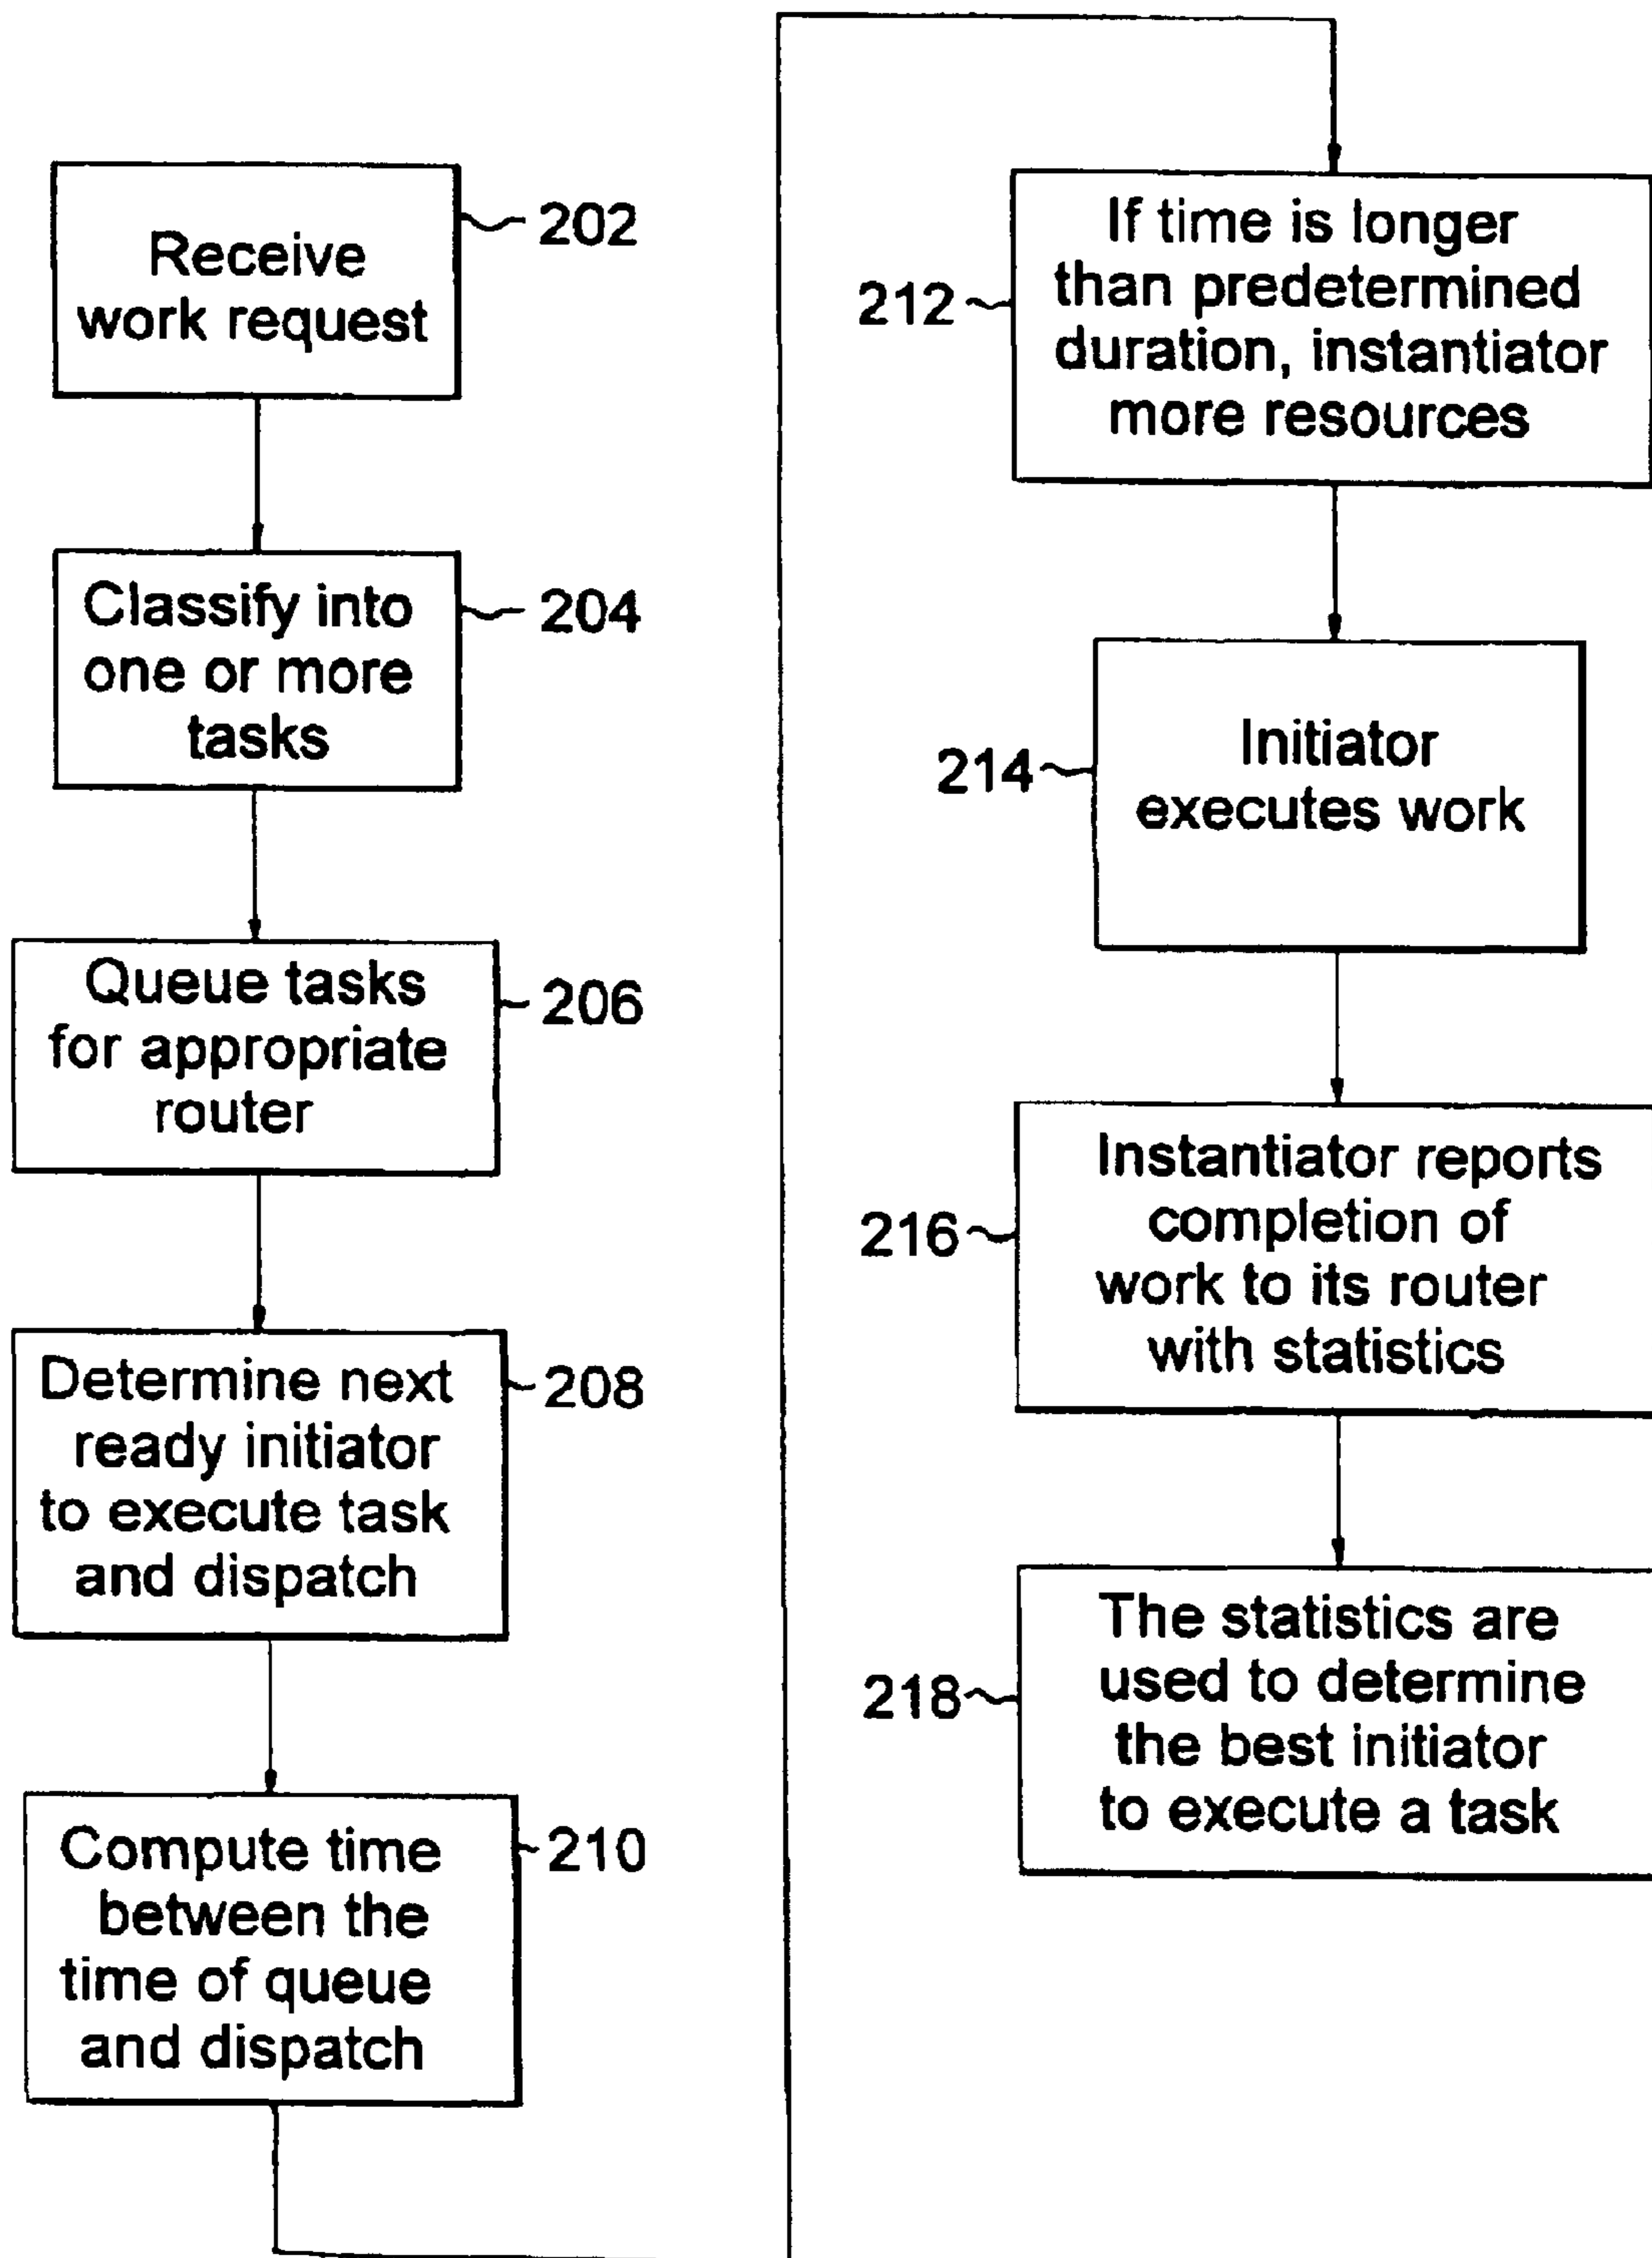 Receive
work request
202
Classify into
one or more
tasks
204
Queue tasks
for appropriate
router
206
Determine next
ready initiator
to execute task
and dispatch
208
Compute time
between the
time of queue
and dispatch
210
If time is longer
than predetermined
duration, instantiator
more resources
212
Initiator
executes work
214
Instantiator reports
completion of
work to its router
with statistics
216
The statistics are
used to determine
the best initiator
to execute a task
218